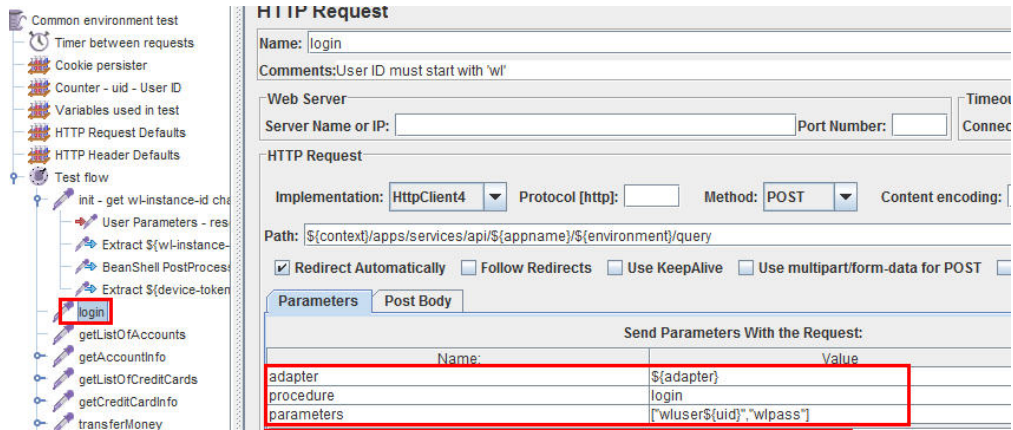 Common environment test
Timer between requests
Cookie persister
Counter - uid - User ID
Variables used in test
HTTP Request Defaults
HTTP Header Defaults
Test flow
init - get wl-instance-id cha
User Parameters - res
Extract ${wl-instance-
BeanShell PostProcess
Extract ${device-token
login
getListOfAccounts
getAccountInfo
getListOfCreditCards
getCreditCardInfo
transferMoney
HTTP Request
Name: login
Comments:User ID must start with 'wl'
Web Server
Timeou
Server Name or IP: Port Number: Connec
HTTP Request
Implementation: HttpClient4 Protocol [http]: Method: POST Content encoding:
Path: ${context}/apps/services/api/${appname}/${environment}/query
Redirect Automatically Follow Redirects Use KeepAlive Use multipart/form-data for POST
Parameters Post Body
Send Parameters With the Request:
Name: Value
adapter ${adapter}
procedure login
parameters ["wluser${uid}","wlpass"]